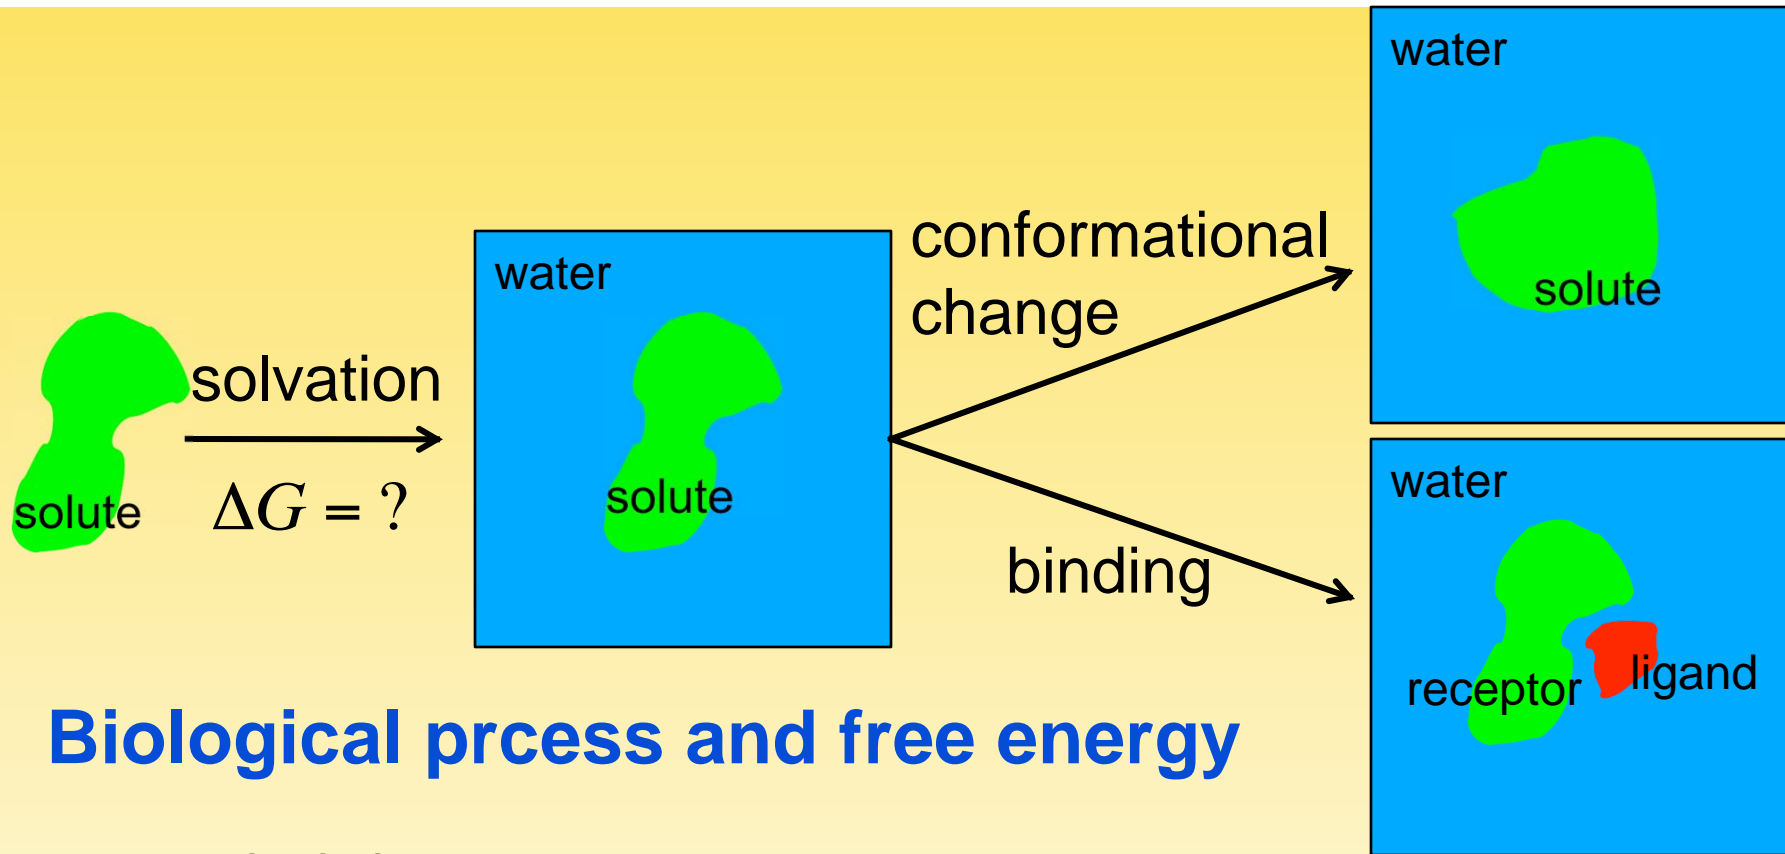 solute
solvation
ΔG = ?
water
solute
conformational
change
binding
water
solute
water
receptor
ligand
Biological prcess and free energy